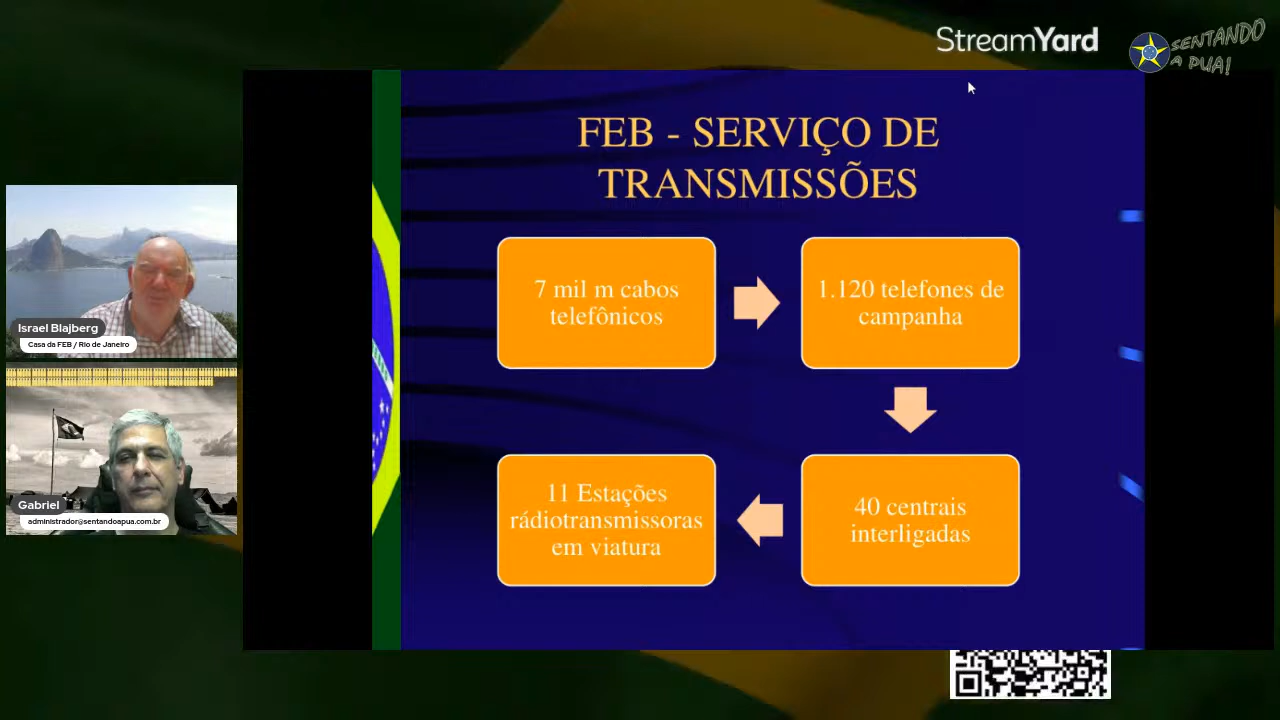 StreamYard
SENTANDO
A PUA!
FEB - SERVIÇO DE
TRANSMISSÕES
7 mil m cabos
telefônicos
1.120 telefones de
campanha
11 Estações
rádiotransmissoras
em viatura
40 centrais
interligadas
Israel Blajberg
Casa da FEB / Rio de Janeiro
Gabriel
administrador@sentandoapua.com.br